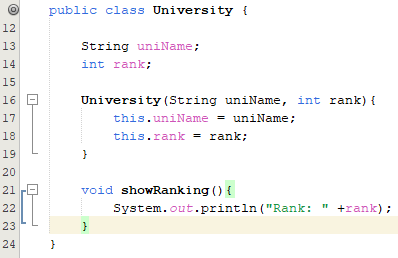 public class University {
12
13 String uniName;
14 int rank;
15
16 University(String uniName, int rank){
17 this.uniName = uniName;
18 this.rank = rank;
19 }
20
21 void showRanking(){
22 System.out.println("Rank: " +rank);
23 }
24 }